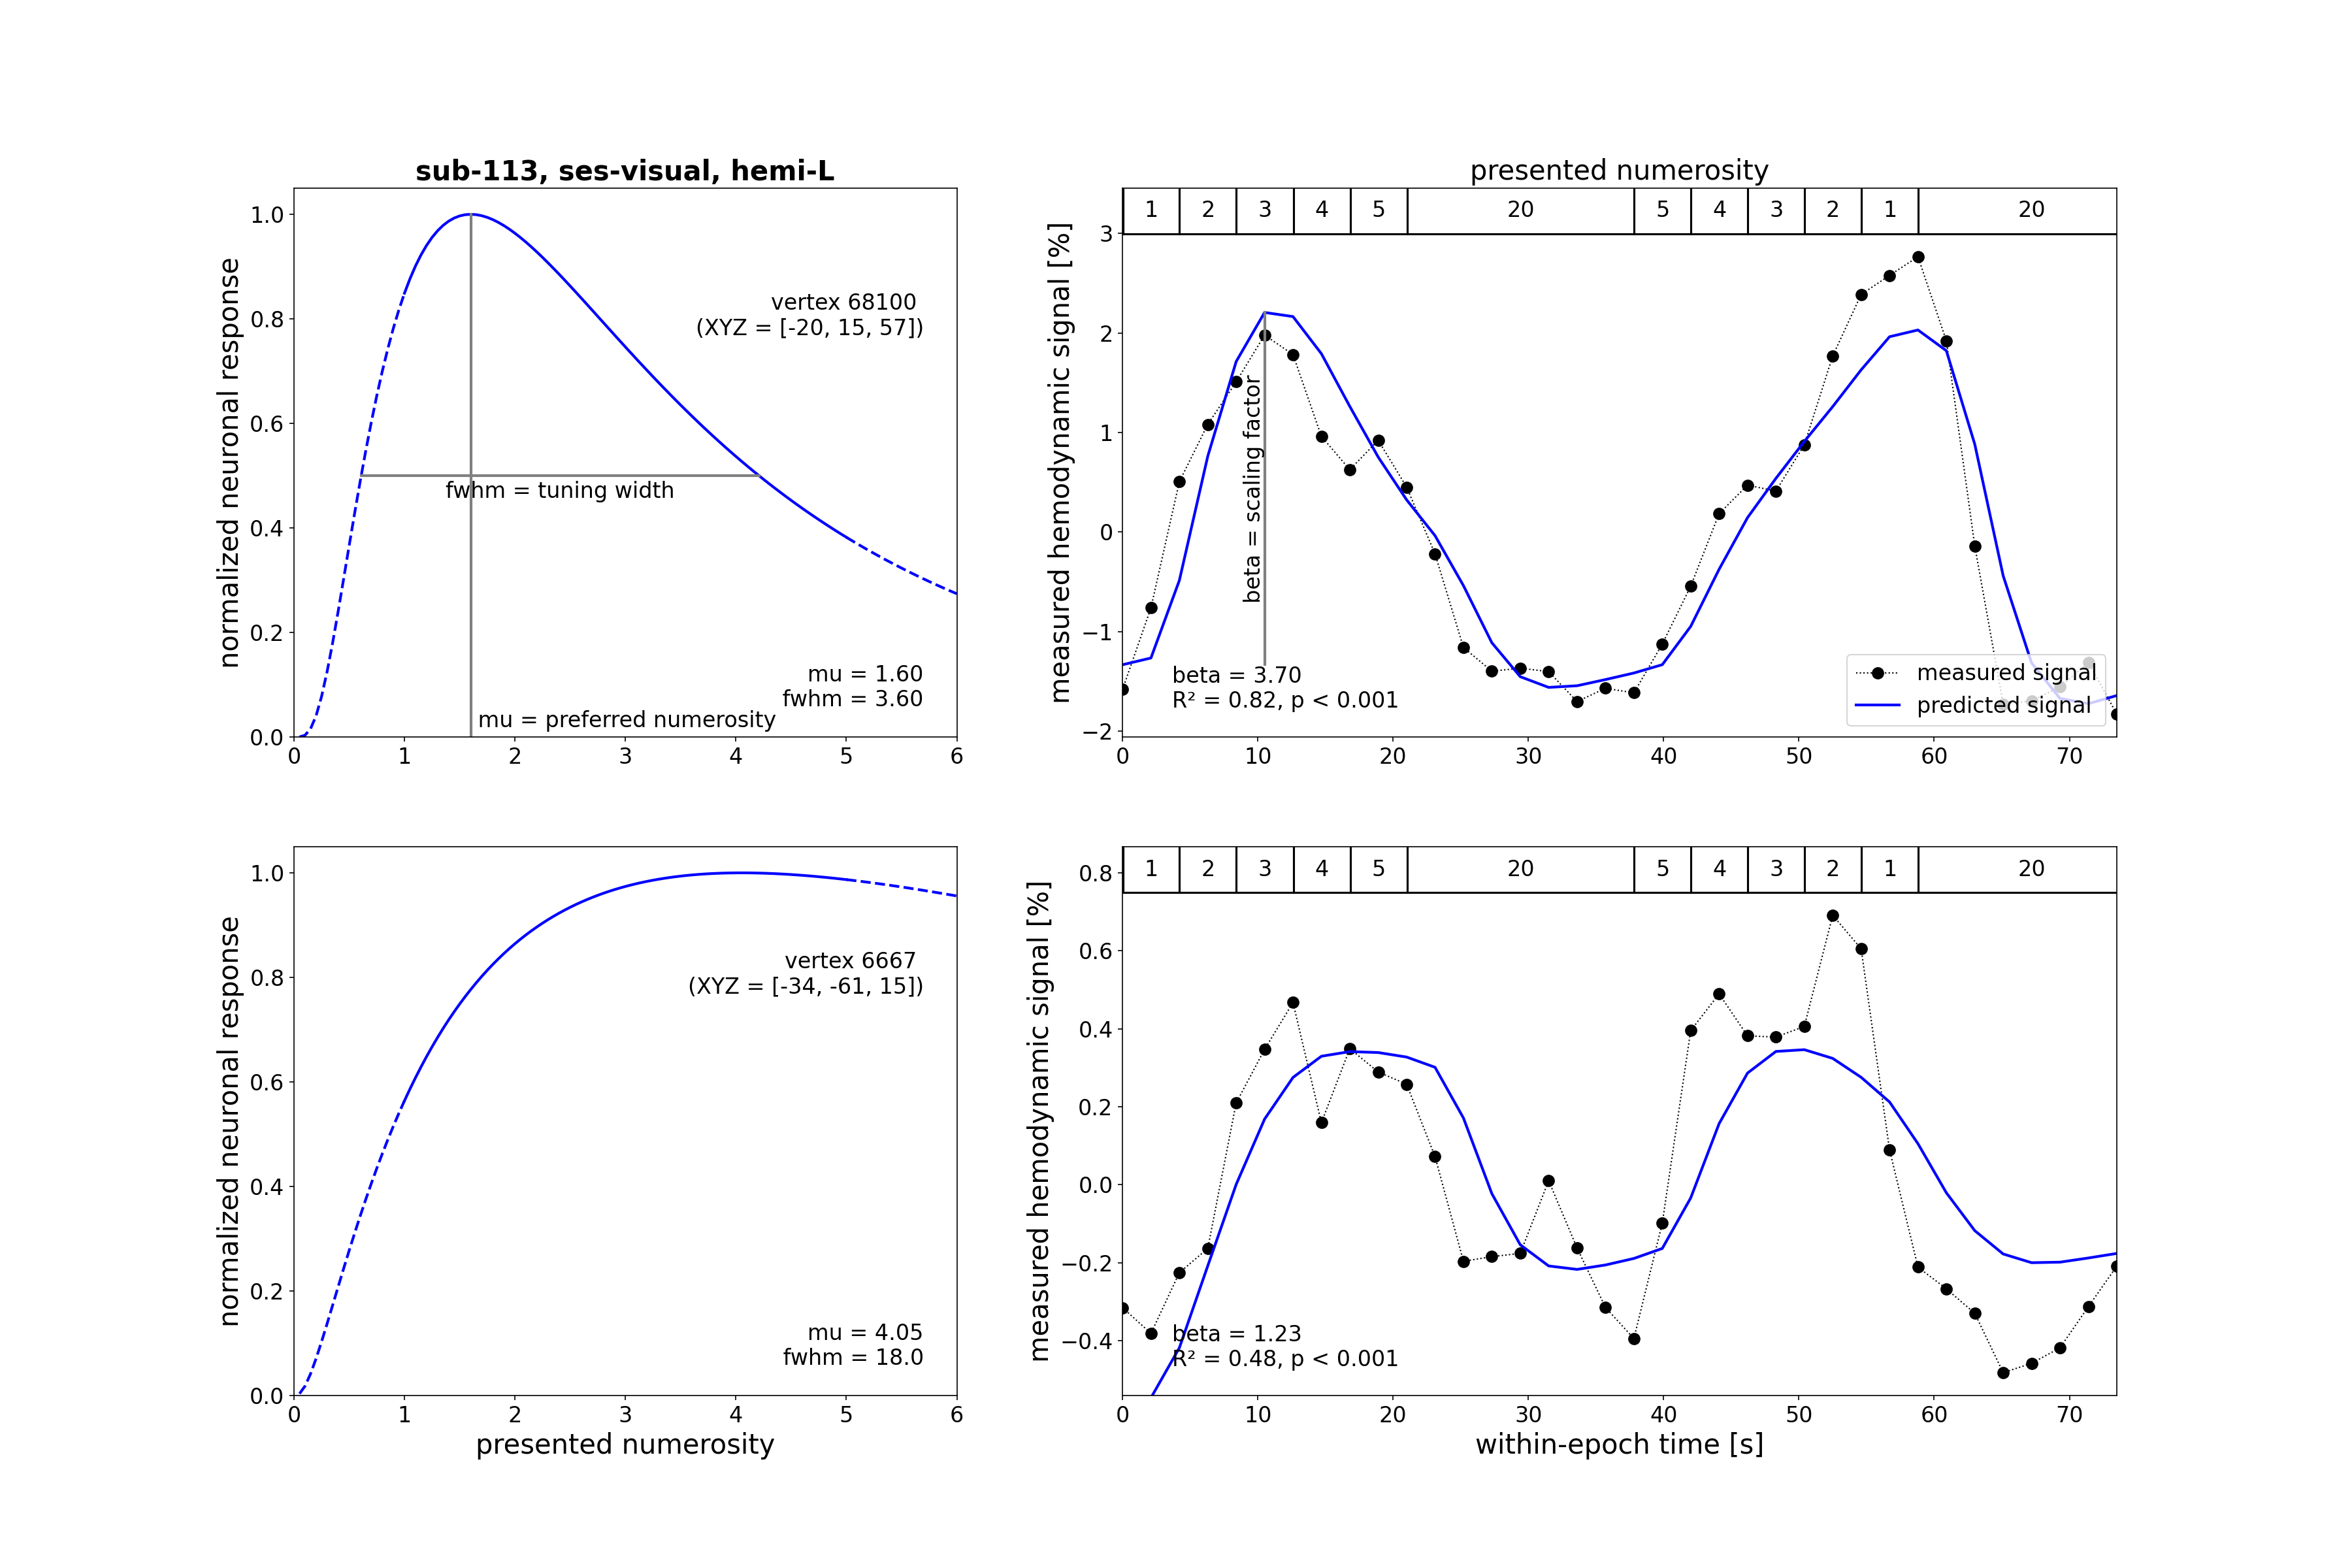 sub-113, ses-visual, hemi-L
normalized neuronal response
1.0
0.8
0.6
0.4
0.2
0.0
vertex 68100
(XYZ = [-20, 15, 57])
fwhm = tuning width
mu = 1.60
fwhm = 3.60
mu = preferred numerosity
0 1 2 3 4 5 6
presented numerosity
1 2 3 4 5 20 5 4 3 2 1 20
measured hemodynamic signal [%]
3
2
1
0
−1
−2
beta = scaling factor
beta = 3.70
R² = 0.82, p < 0.001
measured signal
predicted signal
0 10 20 30 40 50 60 70
normalized neuronal response
1.0
0.8
0.6
0.4
0.2
0.0
vertex 6667
(XYZ = [-34, -61, 15])
mu = 4.05
fwhm = 18.0
0 1 2 3 4 5 6
presented numerosity
1 2 3 4 5 20 5 4 3 2 1 20
measured hemodynamic signal [%]
0.8
0.6
0.4
0.2
0.0
−0.2
−0.4
beta = 1.23
R² = 0.48, p < 0.001
0 10 20 30 40 50 60 70
within-epoch time [s]